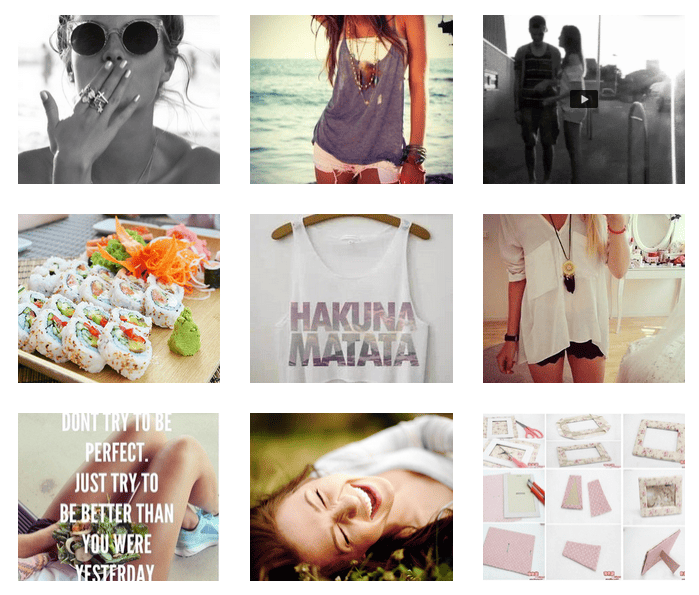 HAKUNA
MATATA
DONT TRY TO BE
PERFECT.
JUST TRY TO
BE BETTER THAN
YOU WERE
YESTERDAY